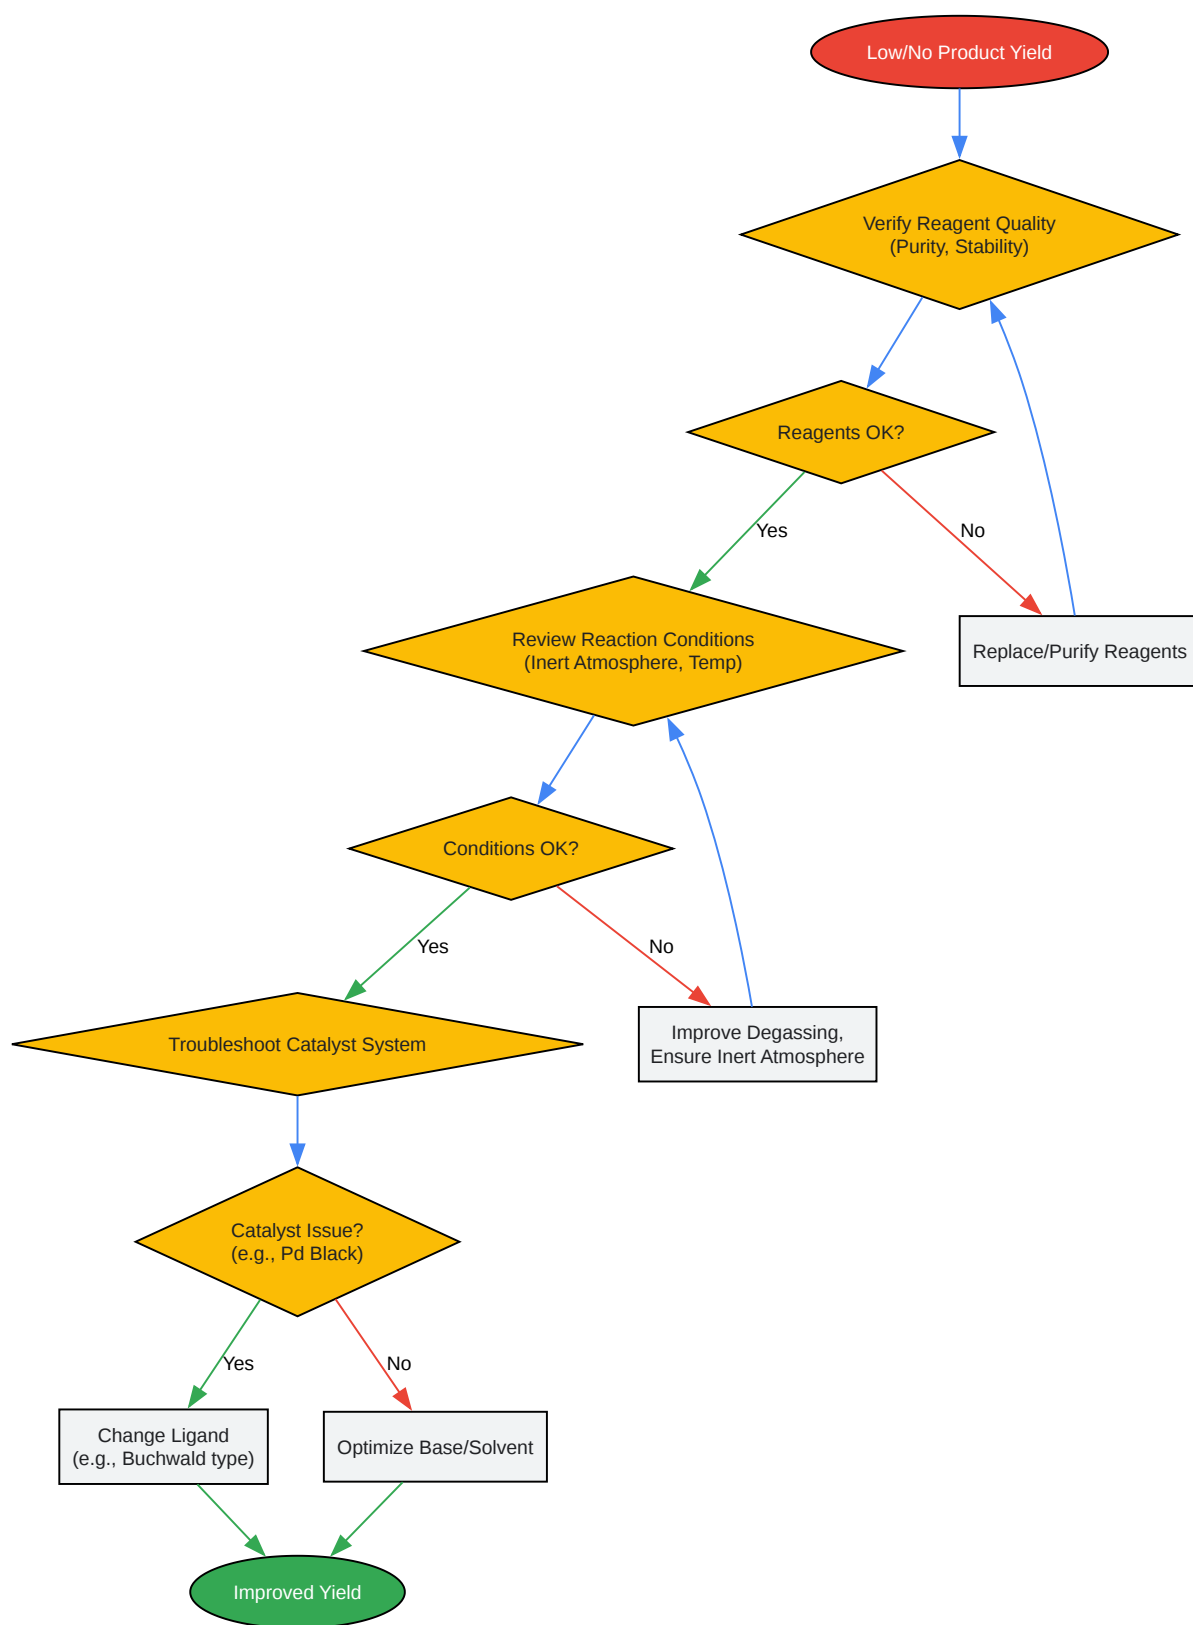 Low/No Product Yield
Verify Reagent Quality
(Purity, Stability)
Reagents OK?
Yes
No
Review Reaction Conditions
(Inert Atmosphere, Temp)
Replace/Purify Reagents
Conditions OK?
Yes
No
Troubleshoot Catalyst System
Improve Degassing,
Ensure Inert Atmosphere
Catalyst Issue?
(e.g., Pd Black)
Yes
No
Change Ligand
(e.g., Buchwald type)
Optimize Base/Solvent
Improved Yield